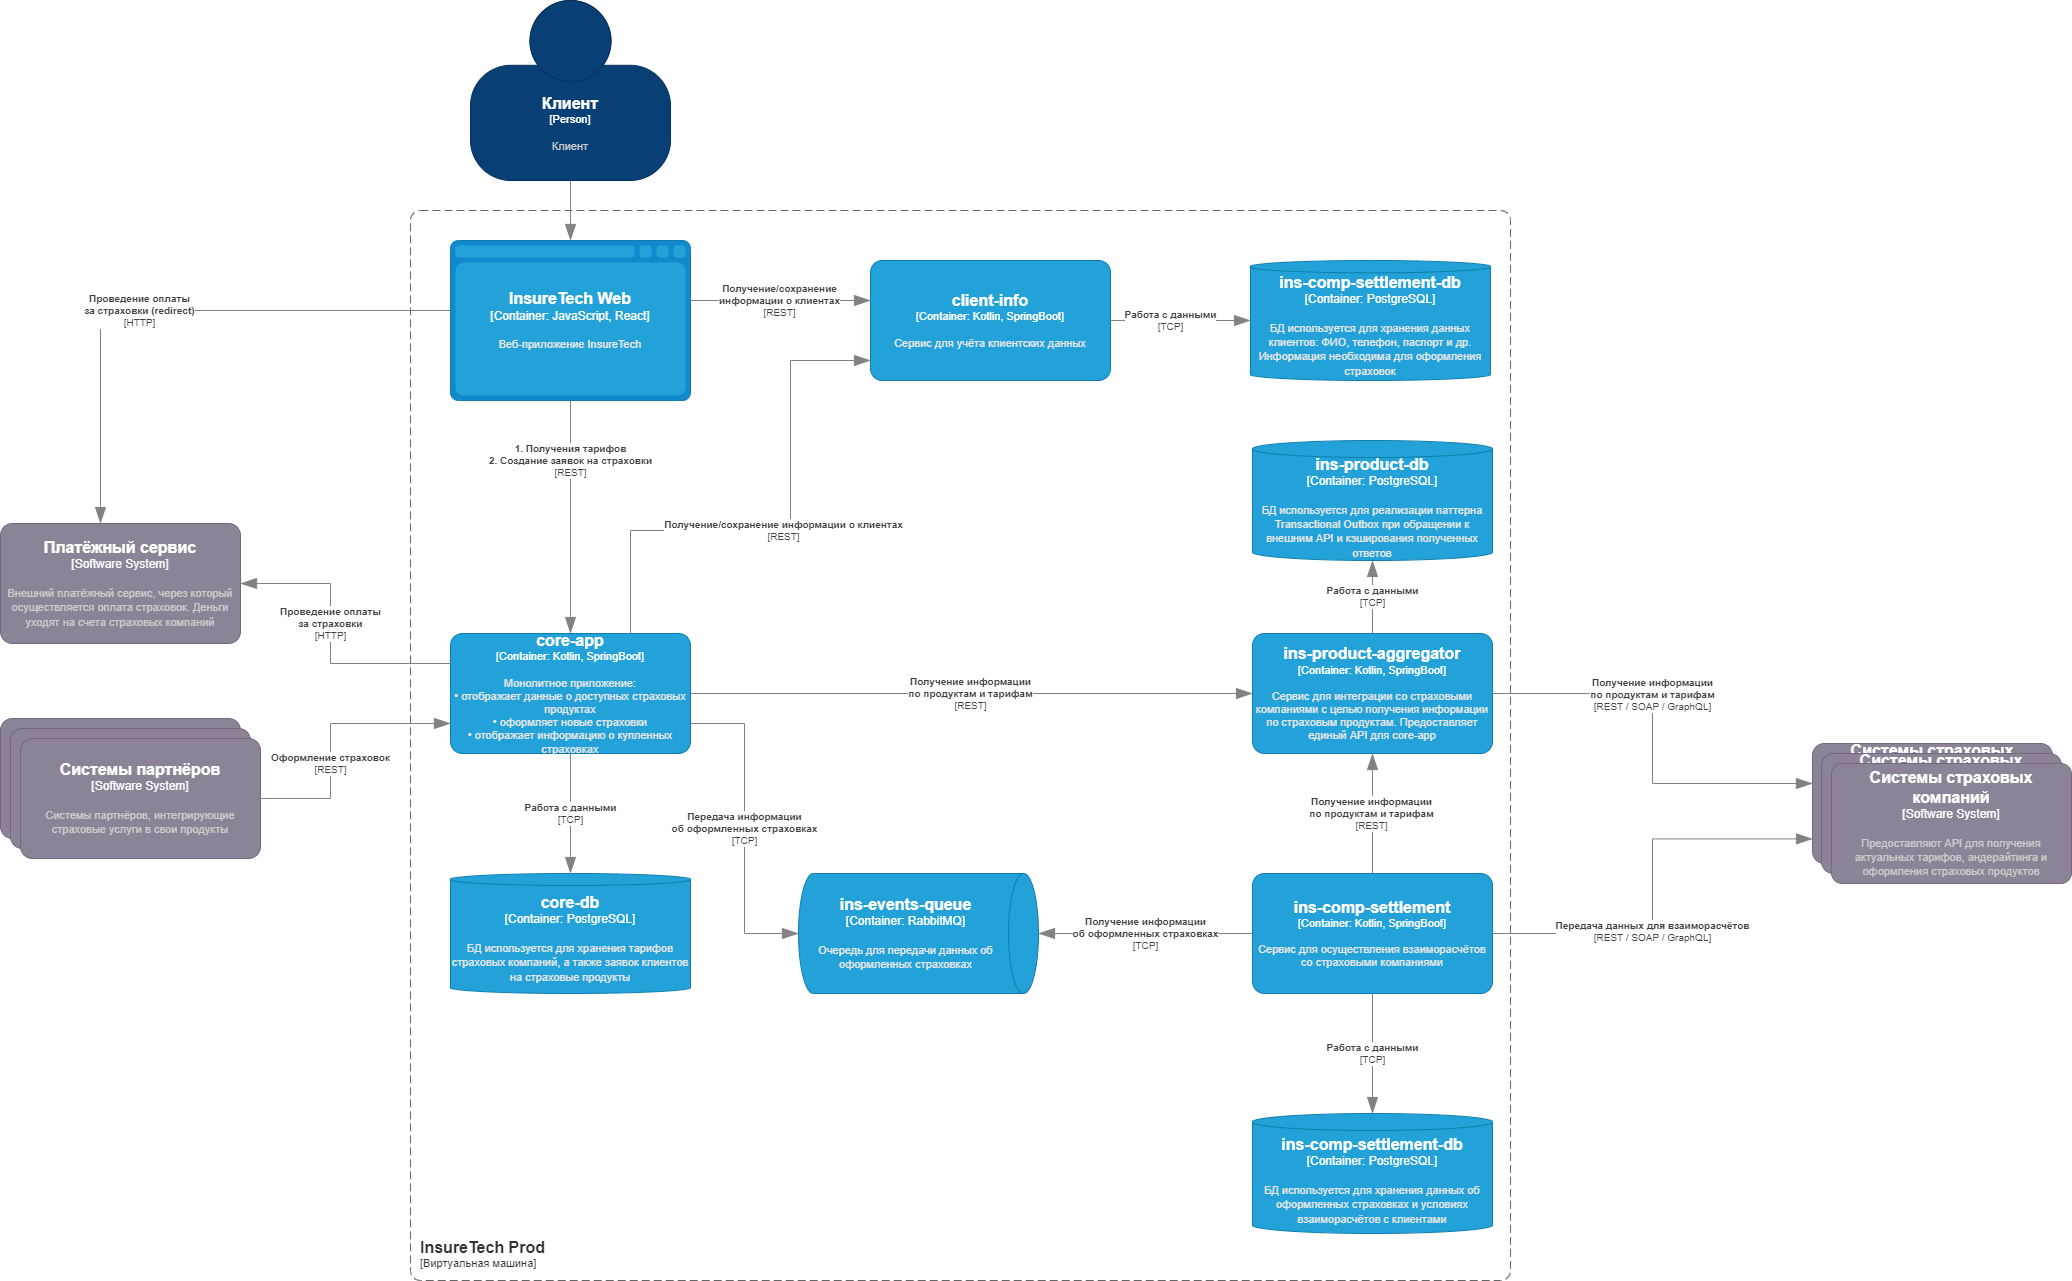 Клиент
[Person]
Клиент
Проведение оплаты
за страховки (redirect)
[HTTP]
InsureTech Web
[Container: JavaScript, React]
Веб-приложение InsureTech
Получение/сохранение
информации о клиентах
[REST]
client-info
[Container: Kotlin, SpringBoot]
Сервис для учёта клиентских данных
Работа с данными
[TCP]
ins-comp-settlement-db
[Container: PostgreSQL]
БД используется для хранения данных
клиентов: ФИО, телефон, паспорт и др.
Информация необходима для оформления
страховок
1. Получения тарифов
2. Создание заявок на страховки
[REST]
Получение/сохранение информации о клиентах
[REST]
ins-product-db
[Container: PostgreSQL]
БД используется для реализации паттерна
Transactional Outbox при обращении к
внешним API и кэширования полученных
ответов
Работа с данными
[TCP]
Платёжный сервис
[Software System]
Внешний платёжный сервис, через который
осуществляется оплата страховок. Деньги
уходят на счета страховых компаний
Проведение оплаты
за страховки
[HTTP]
core-app
[Container: Kotlin, SpringBoot]
Монолитное приложение:
• отображает данные о доступных страховых
продуктах
• оформляет новые страховки
• отображает информацию о купленных
страховках
Получение информации
по продуктам и тарифам
[REST]
ins-product-aggregator
[Container: Kotlin, SpringBoot]
Сервис для интеграции со страховыми
компаниями с целью получения информации
по страховым продуктам. Предоставляет
единый API для core-app
Получение информации
по продуктам и тарифам
[REST / SOAP / GraphQL]
Системы партнёров
[Software System]
Системы партнёров, интегрирующие
страховые услуги в свои продукты
Оформление страховок
[REST]
Работа с данными
[TCP]
Передача информации
об оформленных страховках
[TCP]
Получение информации
по продуктам и тарифам
[REST]
Системы страховых
Системы страховых
Системы страховых
компаний
[Software System]
Предоставляют API для получения
актуальных тарифов, андерайтинга и
оформления страховых продуктов
core-db
[Container: PostgreSQL]
БД используется для хранения тарифов
страховых компаний, а также заявок клиентов
на страховые продукты
ins-events-queue
[Container: RabbitMQ]
Очередь для передачи данных об
оформленных страховках
Получение информации
об оформленных страховках
[TCP]
ins-comp-settlement
[Container: Kotlin, SpringBoot]
Сервис для осуществления взаиморасчётов
со страховыми компаниями
Передача данных для взаиморасчётов
[REST / SOAP / GraphQL]
Работа с данными
[TCP]
ins-comp-settlement-db
[Container: PostgreSQL]
БД используется для хранения данных об
оформленных страховках и условиях
взаиморасчётов с клиентами
InsureTech Prod
[Виртуальная машина]